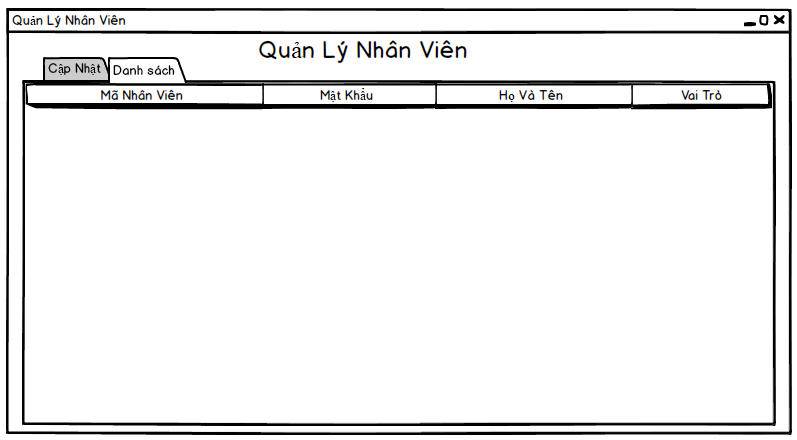 Quản Lý Nhân Viên
Quản Lý Nhân Viên
Cập Nhật Danh sách
Mã Nhân Viên Mật Khẩu Họ Và Tên Vai Trò